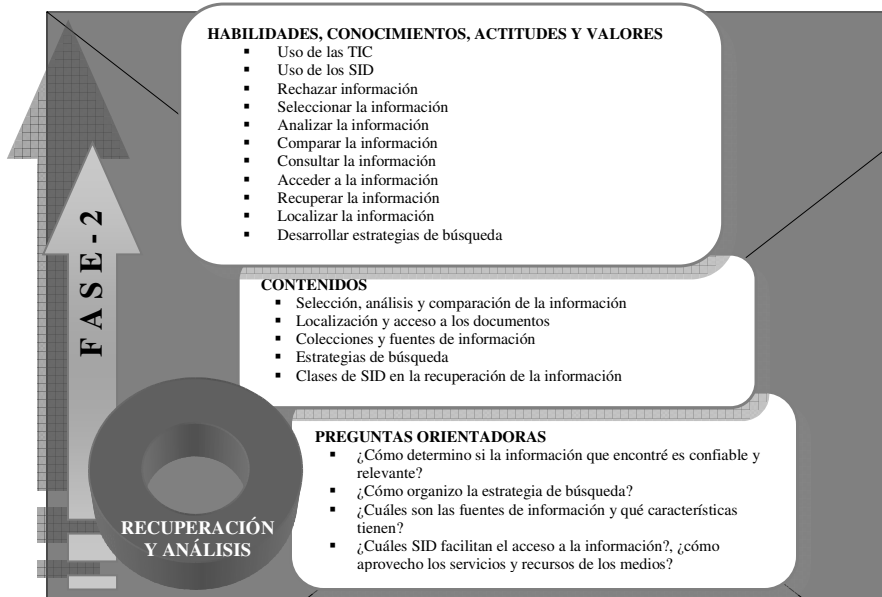 HABILIDADES, CONOCIMIENTOS, ACTITUDES Y VALORES
▪ Uso de las TIC
▪ Uso de los SID
▪ Rechazar información
▪ Seleccionar la información
▪ Analizar la información
▪ Comparar la información
▪ Consultar la información
▪ Acceder a la información
▪ Recuperar la información
▪ Localizar la información
▪ Desarrollar estrategias de búsqueda
FASE-2
CONTENIDOS
▪ Selección, análisis y comparación de la información
▪ Localización y acceso a los documentos
▪ Colecciones y fuentes de información
▪ Estrategias de búsqueda
▪ Clases de SID en la recuperación de la información
PREGUNTAS ORIENTADORAS
▪ ¿Cómo determino si la información que encontré es confiable y
relevante?
▪ ¿Cómo organizo la estrategia de búsqueda?
▪ ¿Cuáles son las fuentes de información y qué características
tienen?
▪ ¿Cuáles SID facilitan el acceso a la información?, ¿cómo
aprovecho los servicios y recursos de los medios?
RECUPERACIÓN
Y ANÁLISIS